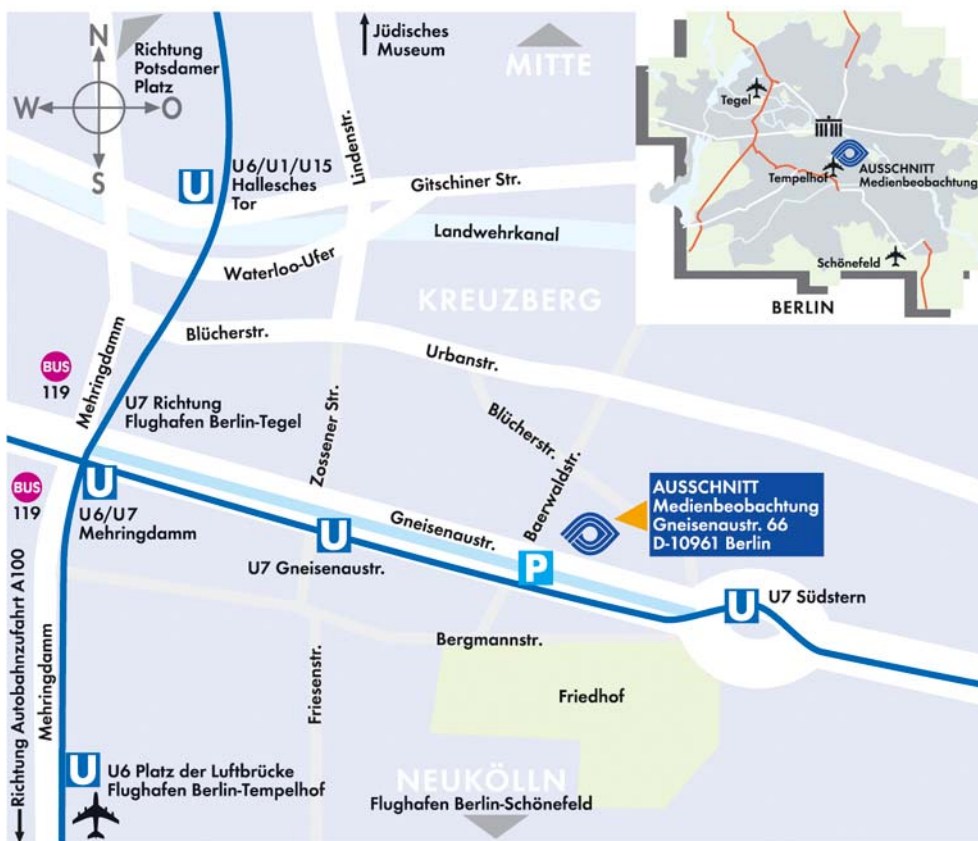 N
W
O
S
Richtung
Potsdamer
Platz
Jüdisches
Museum
MITTE
Tegel
Tempelhof
AUSSCHNITT
Medienbeobachtung
Schönefeld
BERLIN
U
U6/U1/U15
Hallesches
Tor
Lindenstr.
Gitschiner Str.
Landwehrkanal
Waterloo-Ufer
KREUZBERG
Blücherstr.
Urbanstr.
BUS
119
Mehringdamm
U7 Richtung
Flughafen Berlin-Tegel
Zossener Str.
Blücherstr.
Baerwaldstr.
BUS
119
U
U6/U7
Mehringdamm
Gneisenaustr.
U
U7 Gneisenaustr.
P
AUSSCHNITT
Medienbeobachtung
Gneisenaustr. 66
D-10961 Berlin
U
U7 Südstern
Bergmannstr.
Friesenstr.
Friedhof
Richtung Autobahnzufahrt A100
Mehringdamm
U
U6 Platz der Luftbrücke
Flughafen Berlin-Tempelhof
NEUKÖLLN
Flughafen Berlin-Schönefeld